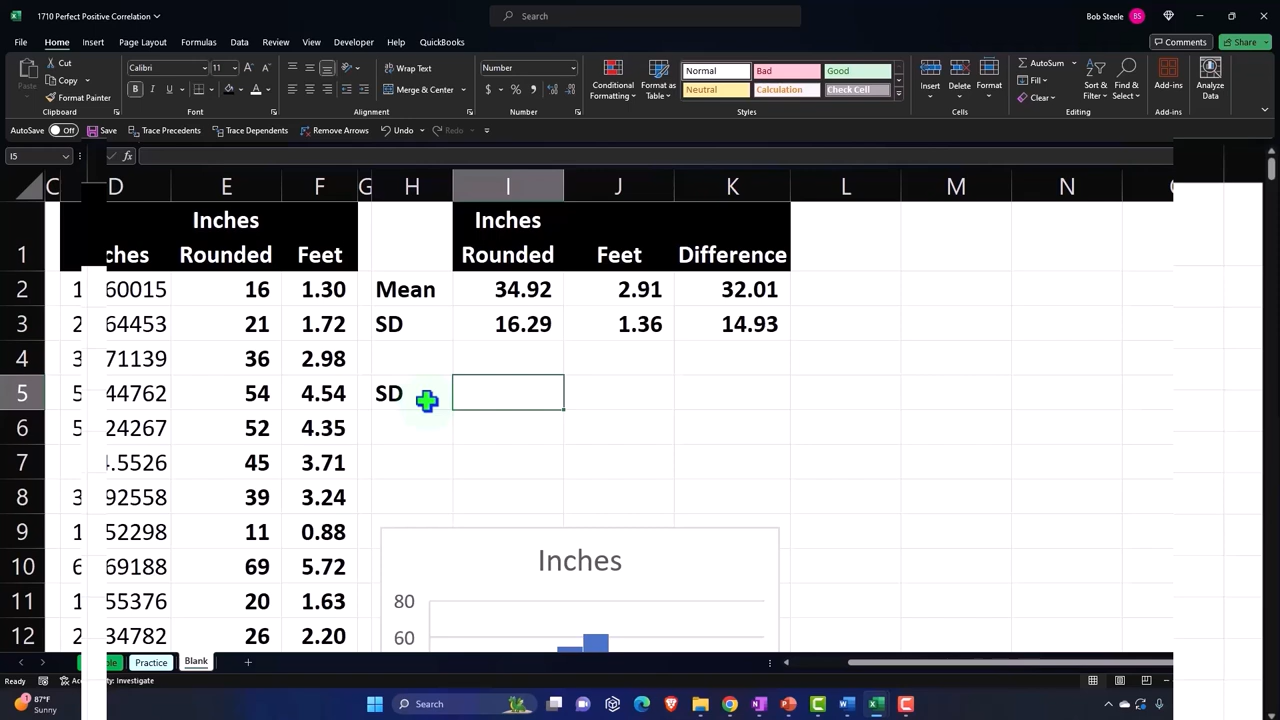 1710 Perfect Positive Correlation
Search
Bob Steele
BS
File Home Insert Page Layout Formulas Data Review View Developer Help QuickBooks
Comments
Share
Paste
Cut
Copy
Format Painter
Clipboard
Calibri
11
B I U
Font
Wrap Text
Merge & Center
Alignment
Number
$ % 9
Number
Conditional Formatting
Format as Table
Normal Bad Good
Neutral Calculation Check Cell
Styles
Insert Delete Format
Cells
AutoSum
Fill
Clear
Sort & Filter
Find & Select
Editing
Add-ins
Add-ins
Analyze Data
AutoSave Off Save Trace Precedents Trace Dependents Remove Arrows Undo Redo
I5
fx
C D E F G H I J K L M N
1 ches Inches Rounded Feet Inches Rounded Feet Difference
2 1 60015 16 1.30 Mean 34.92 2.91 32.01
3 2 64453 21 1.72 SD 16.29 1.36 14.93
4 3 71139 36 2.98
5 5 44762 54 4.54 SD
6 5 24267 52 4.35
7 4.5526 45 3.71
8 3 92558 39 3.24
9 1 52298 11 0.88
10 6 69188 69 5.72
11 1 55376 20 1.63
12 2 34782 26 2.20
Inches
80
60
Practice Blank
Ready
Investigate
87°F
Sunny
Search